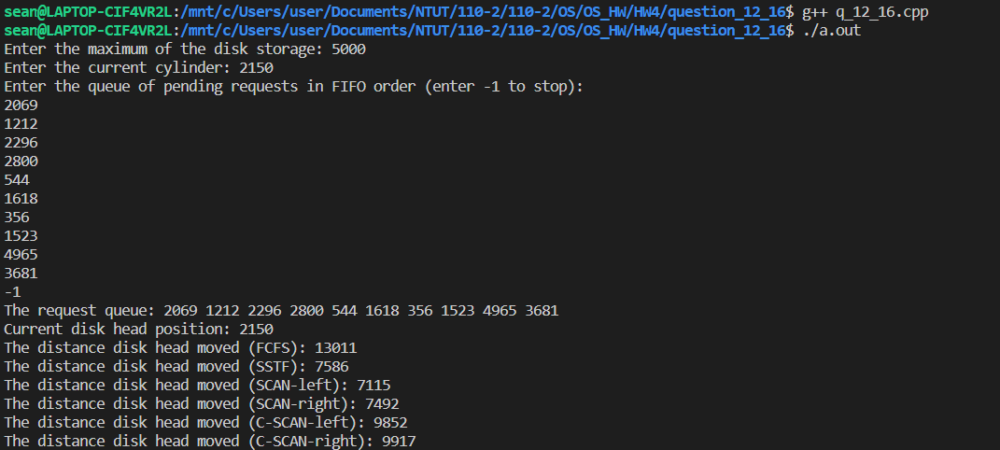 sean@LAPTOP-CIF4VR2L:/mnt/c/Users/user/Documents/NTUT/110-2/110-2/OS/OS_HW/HW4/question_12_16$ g++ q_12_16.cpp
sean@LAPTOP-CIF4VR2L:/mnt/c/Users/user/Documents/NTUT/110-2/110-2/OS/OS_HW/HW4/question_12_16$ ./a.out
Enter the maximum of the disk storage: 5000
Enter the current cylinder: 2150
Enter the queue of pending requests in FIFO order (enter -1 to stop):
2069
1212
2296
2800
544
1618
356
1523
4965
3681
-1
The request queue: 2069 1212 2296 2800 544 1618 356 1523 4965 3681
Current disk head position: 2150
The distance disk head moved (FCFS): 13011
The distance disk head moved (SSTF): 7586
The distance disk head moved (SCAN-left): 7115
The distance disk head moved (SCAN-right): 7492
The distance disk head moved (C-SCAN-left): 9852
The distance disk head moved (C-SCAN-right): 9917